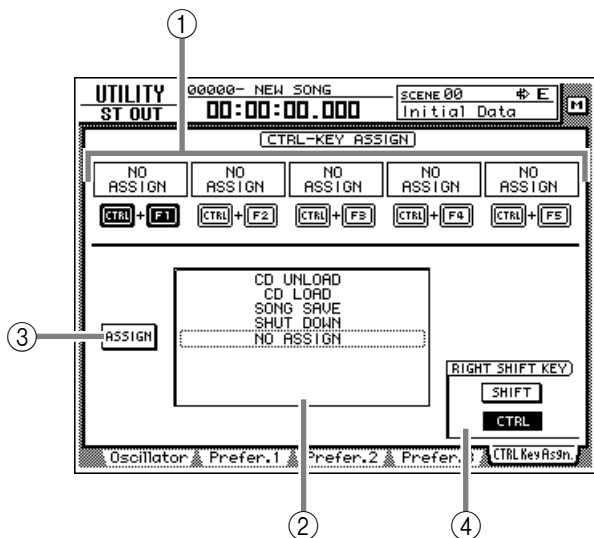 ①
UTILITY 00000- NEW SONG SCENE 00 E M
ST OUT 00:00:00.000 Initial Data
CTRL-KEY ASSIGN
NO ASSIGN NO ASSIGN NO ASSIGN NO ASSIGN NO ASSIGN
CTRL + F1 CTRL + F2 CTRL + F3 CTRL + F4 CTRL + F5
CD UNLOAD
CD LOAD
SONG SAVE
SHUT DOWN
③ ASSIGN NO ASSIGN
RIGHT SHIFT KEY
SHIFT
CTRL
Oscillator Prefer.1 Prefer.2 Prefer.3 CTRL Key Asgn.
② ④